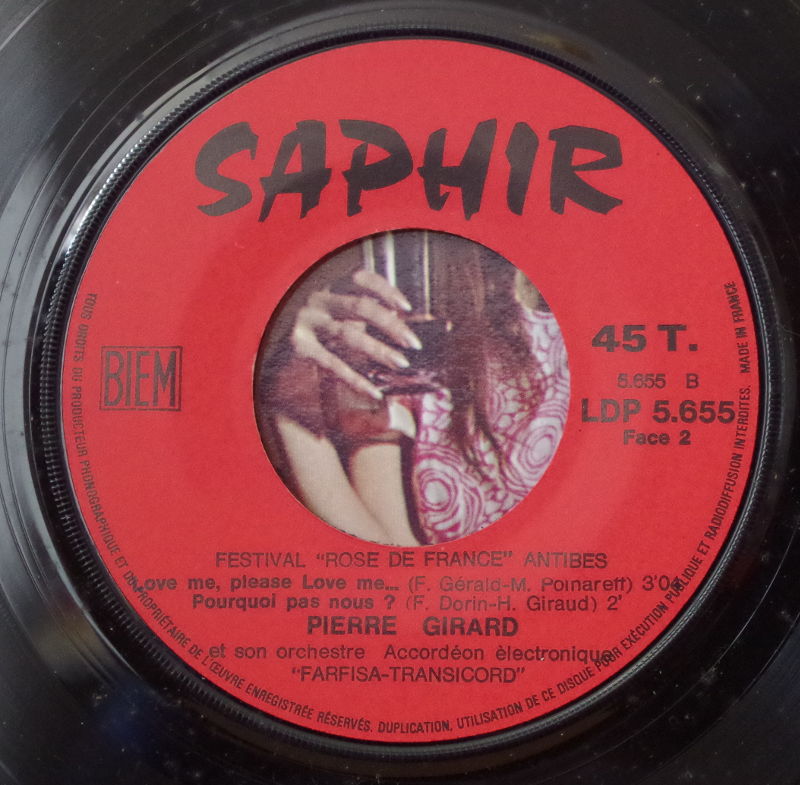 SAPHIR
BIEM
45 T.
5.655 B
LDP 5.655
Face 2
FESTIVAL "ROSE DE FRANCE" ANTIBES
Love me, please Love me... (F. Gérald-M. Polnareff)
Pourquoi pas nous ? (F. Dorin-H. Giraud) 2'
PIERRE GIRARD
et son orchestre Accordéon èlectronique
"FARFISA-TRANSICORD"
TOUS DROITS DU PRODUCTEUR PHONOGRAPHIQUE ET DU PROPRIÉTAIRE DE L'ŒUVRE ENREGISTRÉE RÉSERVÉS. DUPLICATION, UTILISATION DE CE DISQUE POUR EXÉCUTION PUBLIQUE ET RADIODIFFUSION INTERDITES. MADE IN FRANCE